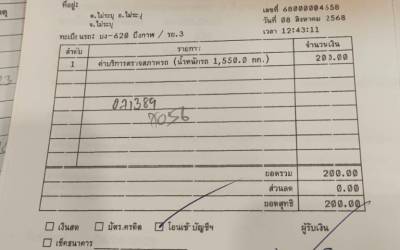 ที่อยู่:
เลขที่ 68000004658
ต.ไม่ระบุ อ.ไม่ระบุ
จ.ไม่ระบุ
วันที่ 08 สิงหาคม 2568
ทะเบียนรถ: บง-620 บึงกาฬ / รย.3
เวลา 12:43:11
ลำดับ รายการ จำนวนเงิน
1 ค่าบริการตรวจสภาพรถ (น้ำหนักรถ 1,550.0 กก.) 200.00
021389
ยอดรวม 200.00
ส่วนลด 0.00
ยอดสุทธิ 200.00
เงินสด บัตรเครดิต โอนเข้าบัญชีฯ ผู้รับเงิน
เช็คธนาคาร